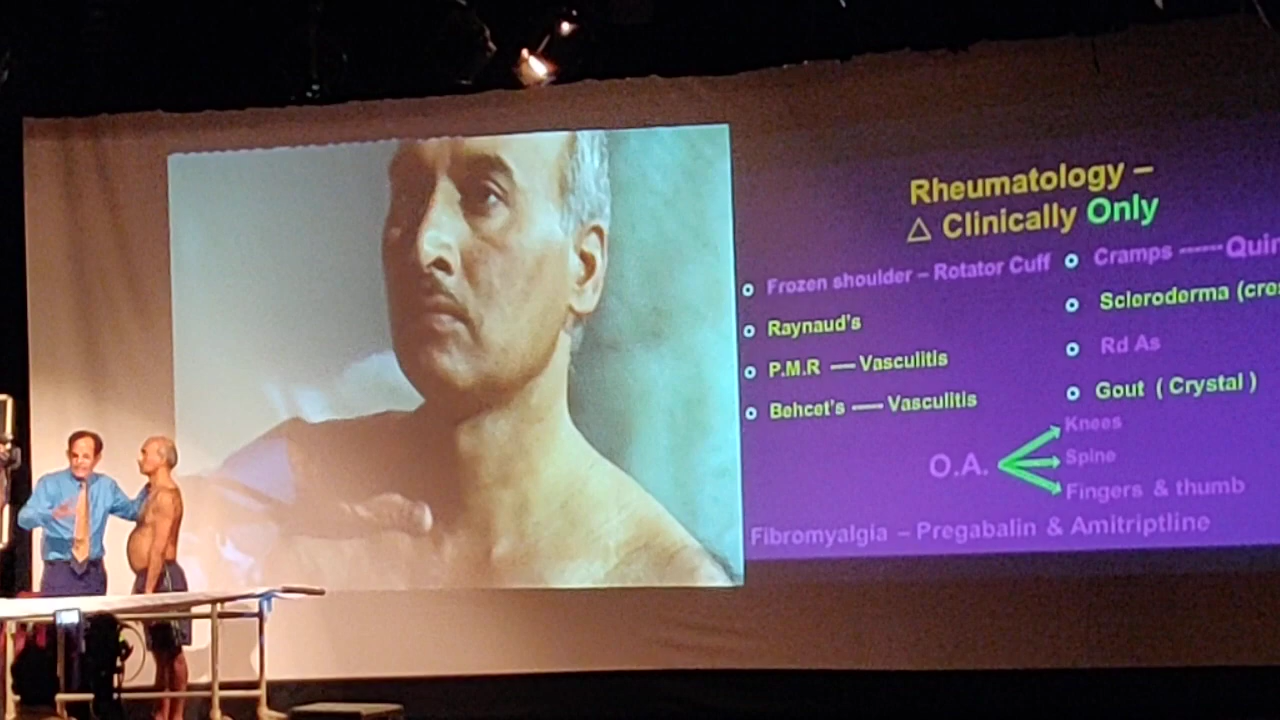 Rheumatology –
△ Clinically Only
Frozen shoulder – Rotator Cuff
Raynaud's
P.M.R — Vasculitis
Behcet's — Vasculitis
Cramps ------
Scleroderma
Rd As
Gout ( Crystal )
O.A.
Knees
Spine
Fingers & thumb
Fibromyalgia – Pregabalin & Amitriptline